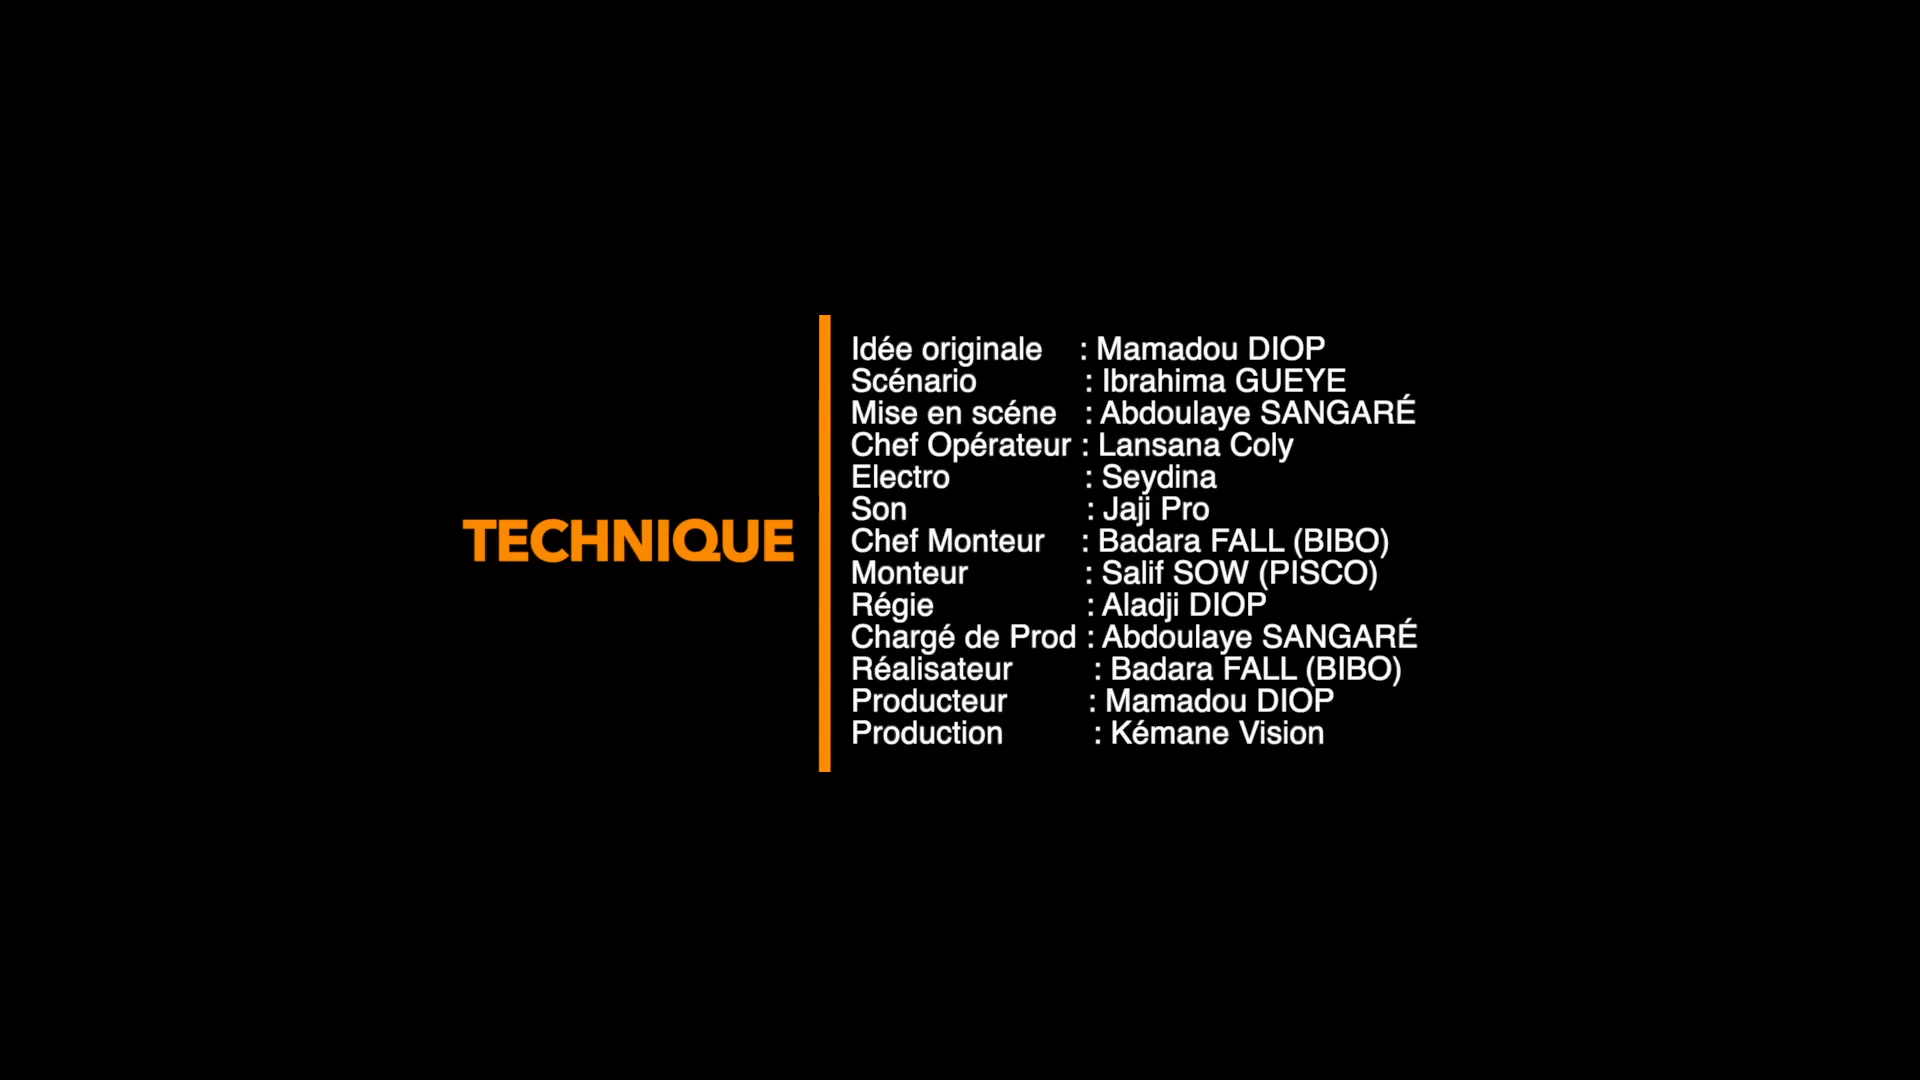 TECHNIQUE
Idée originale : Mamadou DIOP
Scénario : Ibrahima GUEYE
Mise en scéne : Abdoulaye SANGARÉ
Chef Opérateur : Lansana Coly
Electro : Seydina
Son : Jaji Pro
Chef Monteur : Badara FALL (BIBO)
Monteur : Salif SOW (PISCO)
Régie : Aladji DIOP
Chargé de Prod : Abdoulaye SANGARÉ
Réalisateur : Badara FALL (BIBO)
Producteur : Mamadou DIOP
Production : Kémane Vision